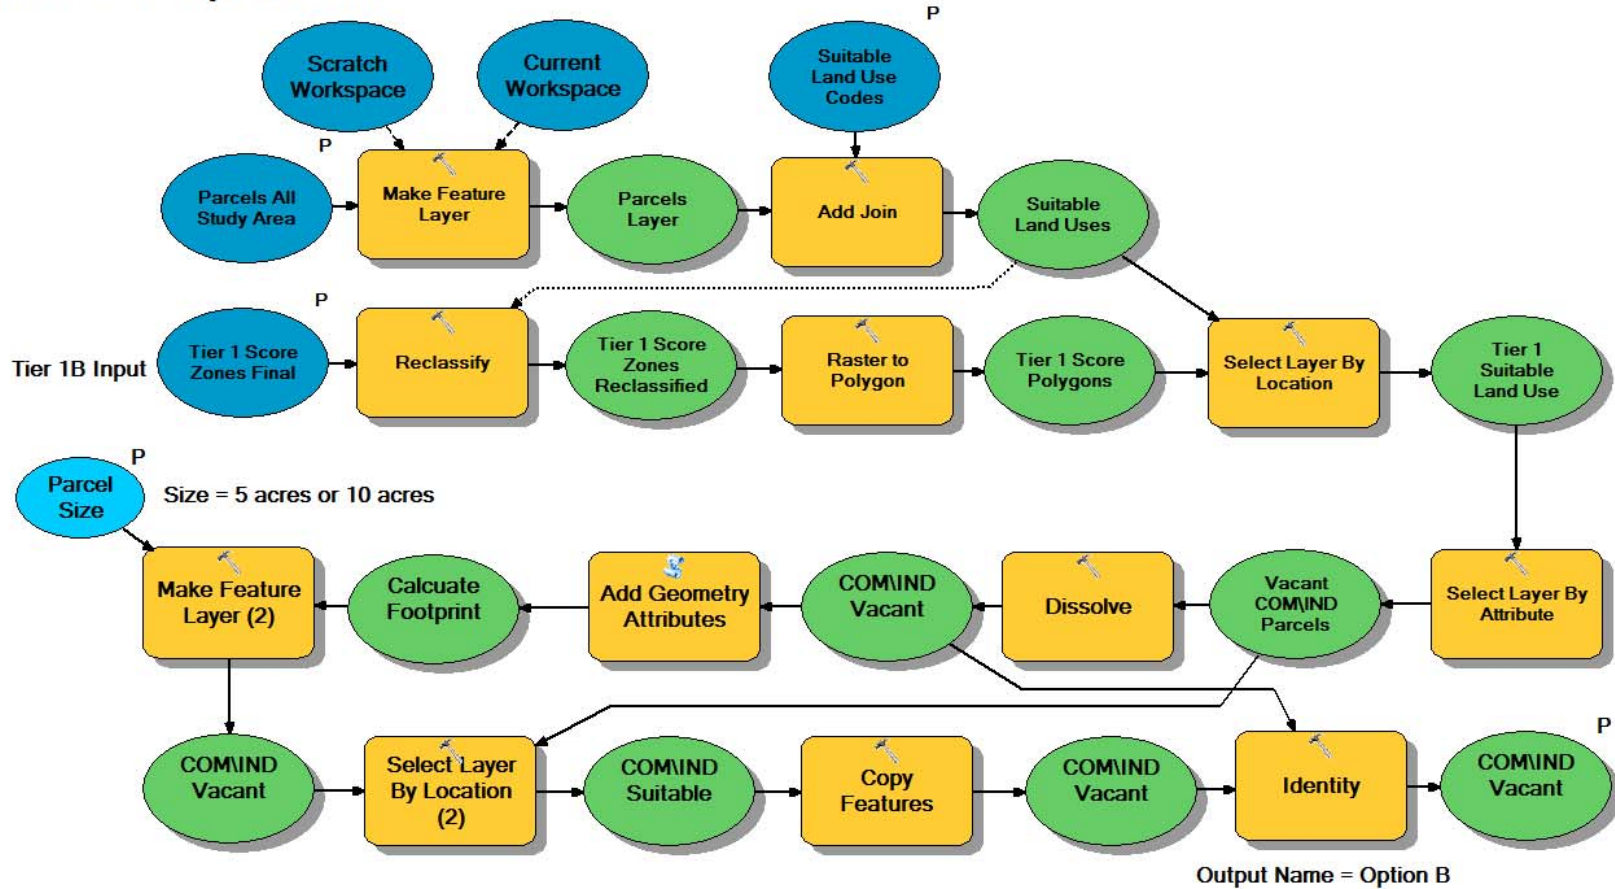 P
Scratch
Workspace
Current
Workspace
Suitable
Land Use
Codes
P
Parcels All
Study Area
Make Feature
Layer
Parcels
Layer
Add Join
Suitable
Land Uses
P
Tier 1B Input
Tier 1 Score
Zones Final
Reclassify
Tier 1 Score
Zones
Reclassified
Raster to
Polygon
Tier 1 Score
Polygons
Select Layer By
Location
Tier 1
Suitable
Land Use
P
Parcel
Size
Size = 5 acres or 10 acres
Make Feature
Layer (2)
Calcuate
Footprint
Add Geometry
Attributes
COM\IND
Vacant
Dissolve
Vacant
COM\IND
Parcels
Select Layer By
Attribute
P
COM\IND
Vacant
Select Layer
By Location
(2)
COM\IND
Suitable
Copy
Features
COM\IND
Vacant
Identity
COM\IND
Vacant
Output Name = Option B